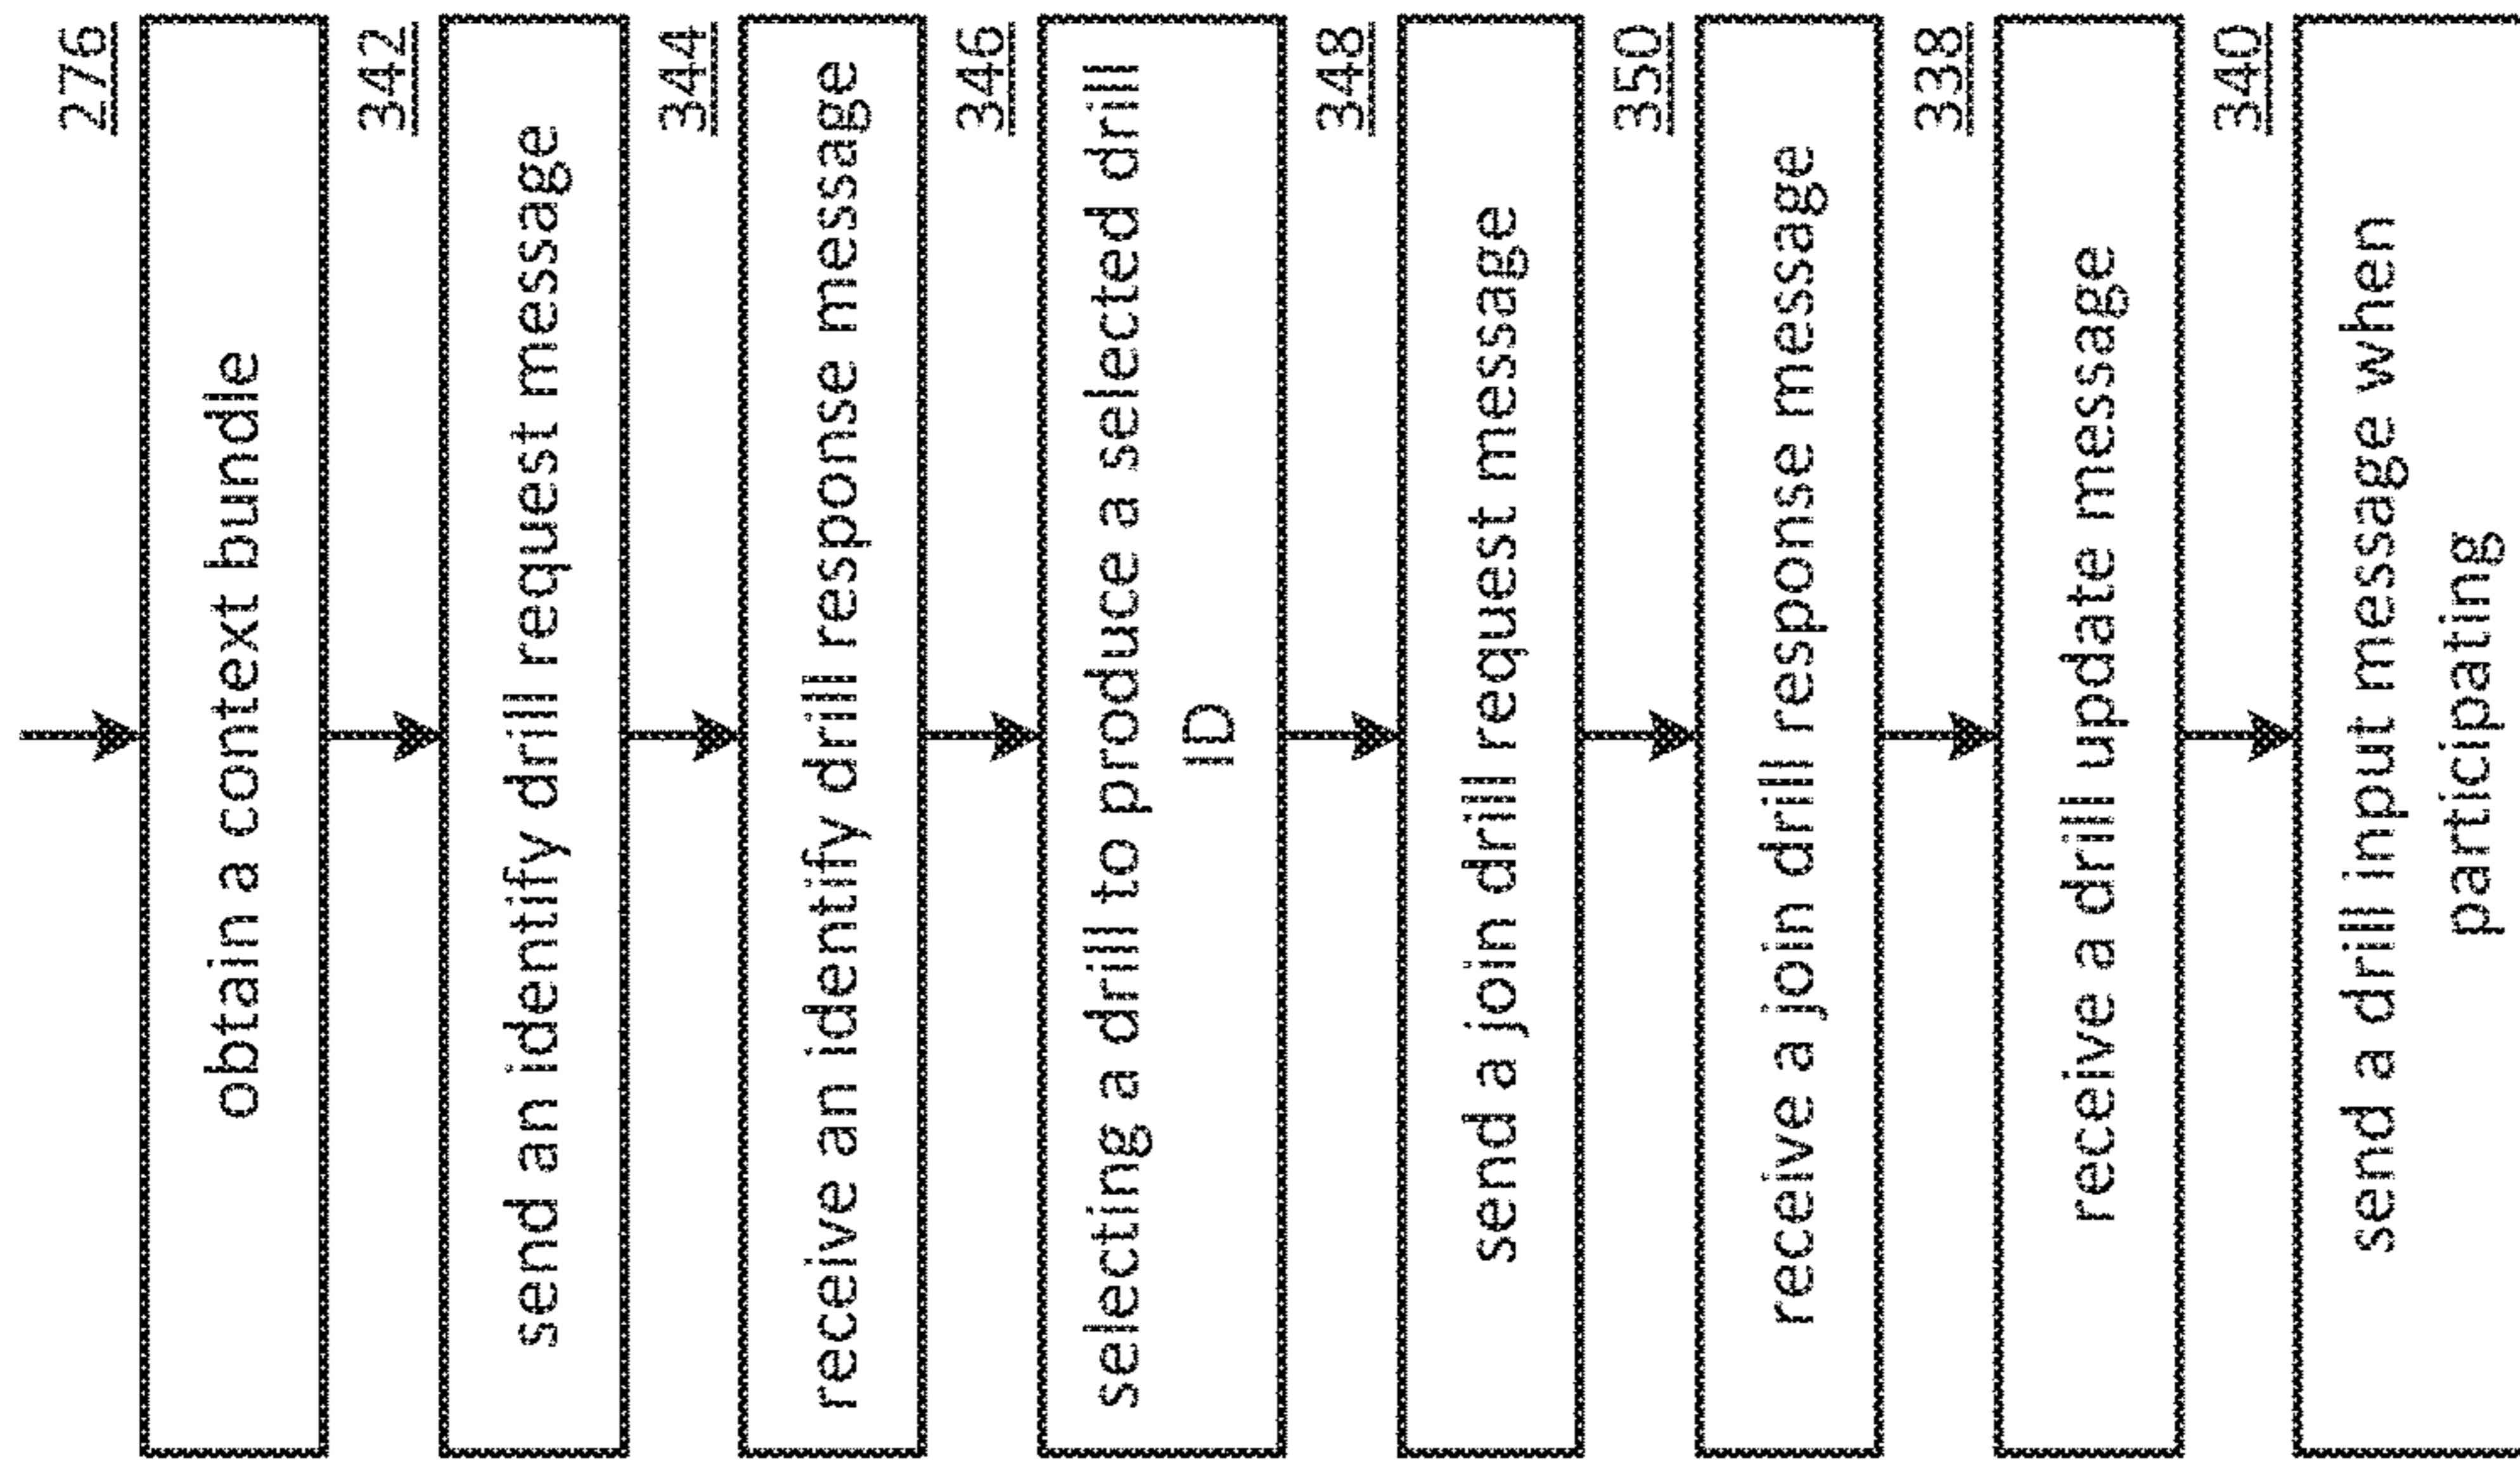 276
obtain a context bundle
342
send an identify drill request message
344
receive an identify drill response message
346
selecting a drill to produce a selected drill
ID
348
send a join drill request message
350
receive a join drill response message
338
receive a drill update message
340
send a drill input message when
participating